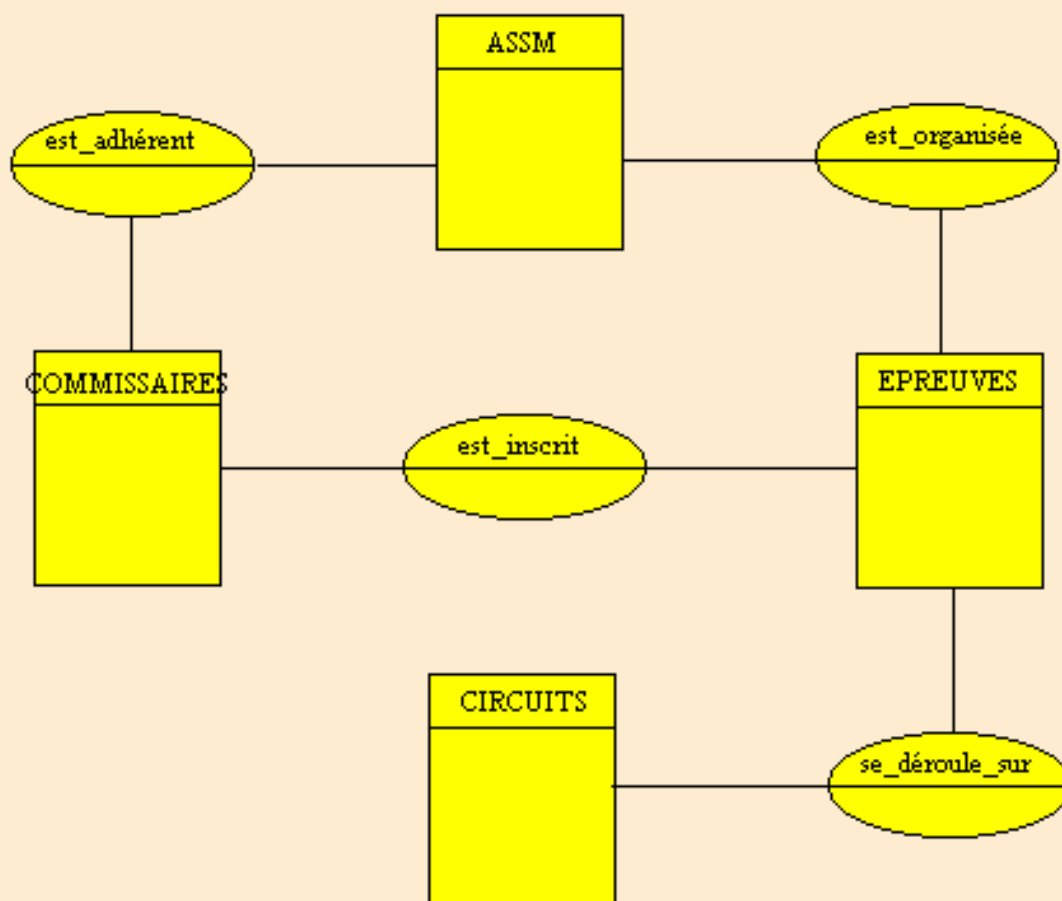 ASSM
est_adhérent
est_organisée
COMMISSAIRES
EPREUVES
est_inscrit
CIRCUITS
se_déroule_sur